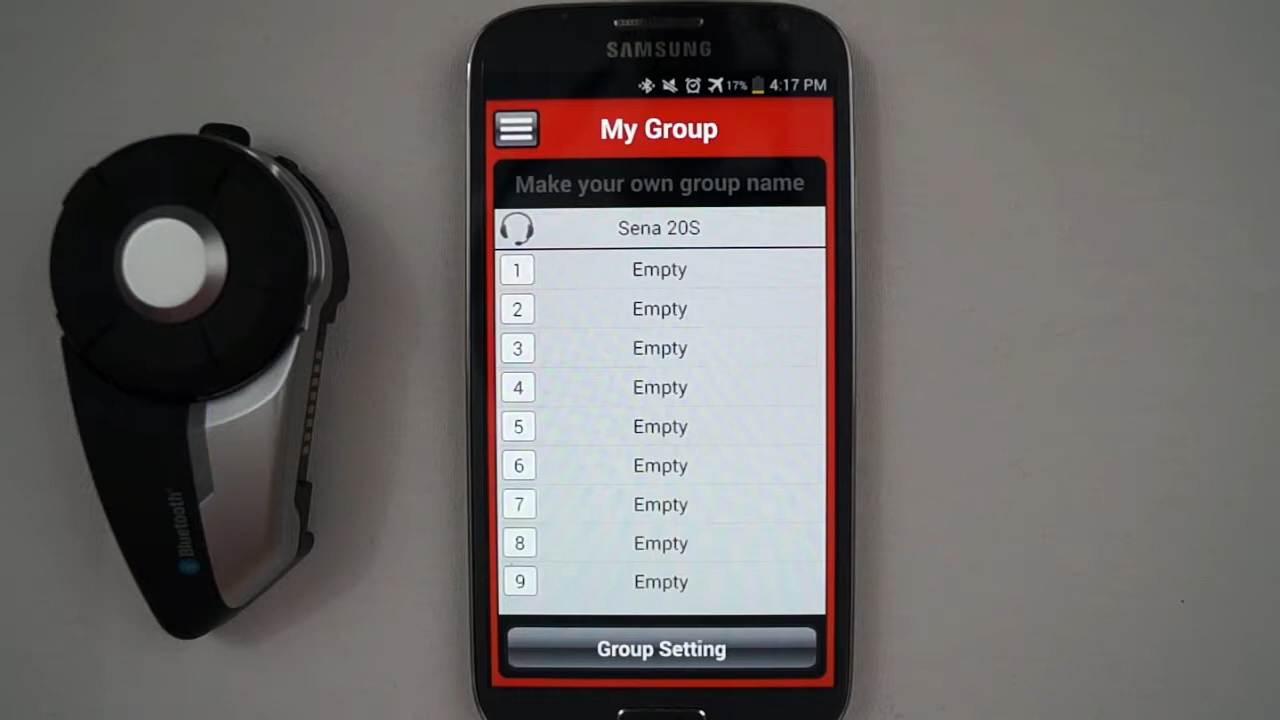 SAMSUNG
17% 4:17 PM
My Group
Make your own group name
Sena 20S
1 Empty
2 Empty
3 Empty
4 Empty
5 Empty
6 Empty
7 Empty
8 Empty
9 Empty
Group Setting
Bluetooth